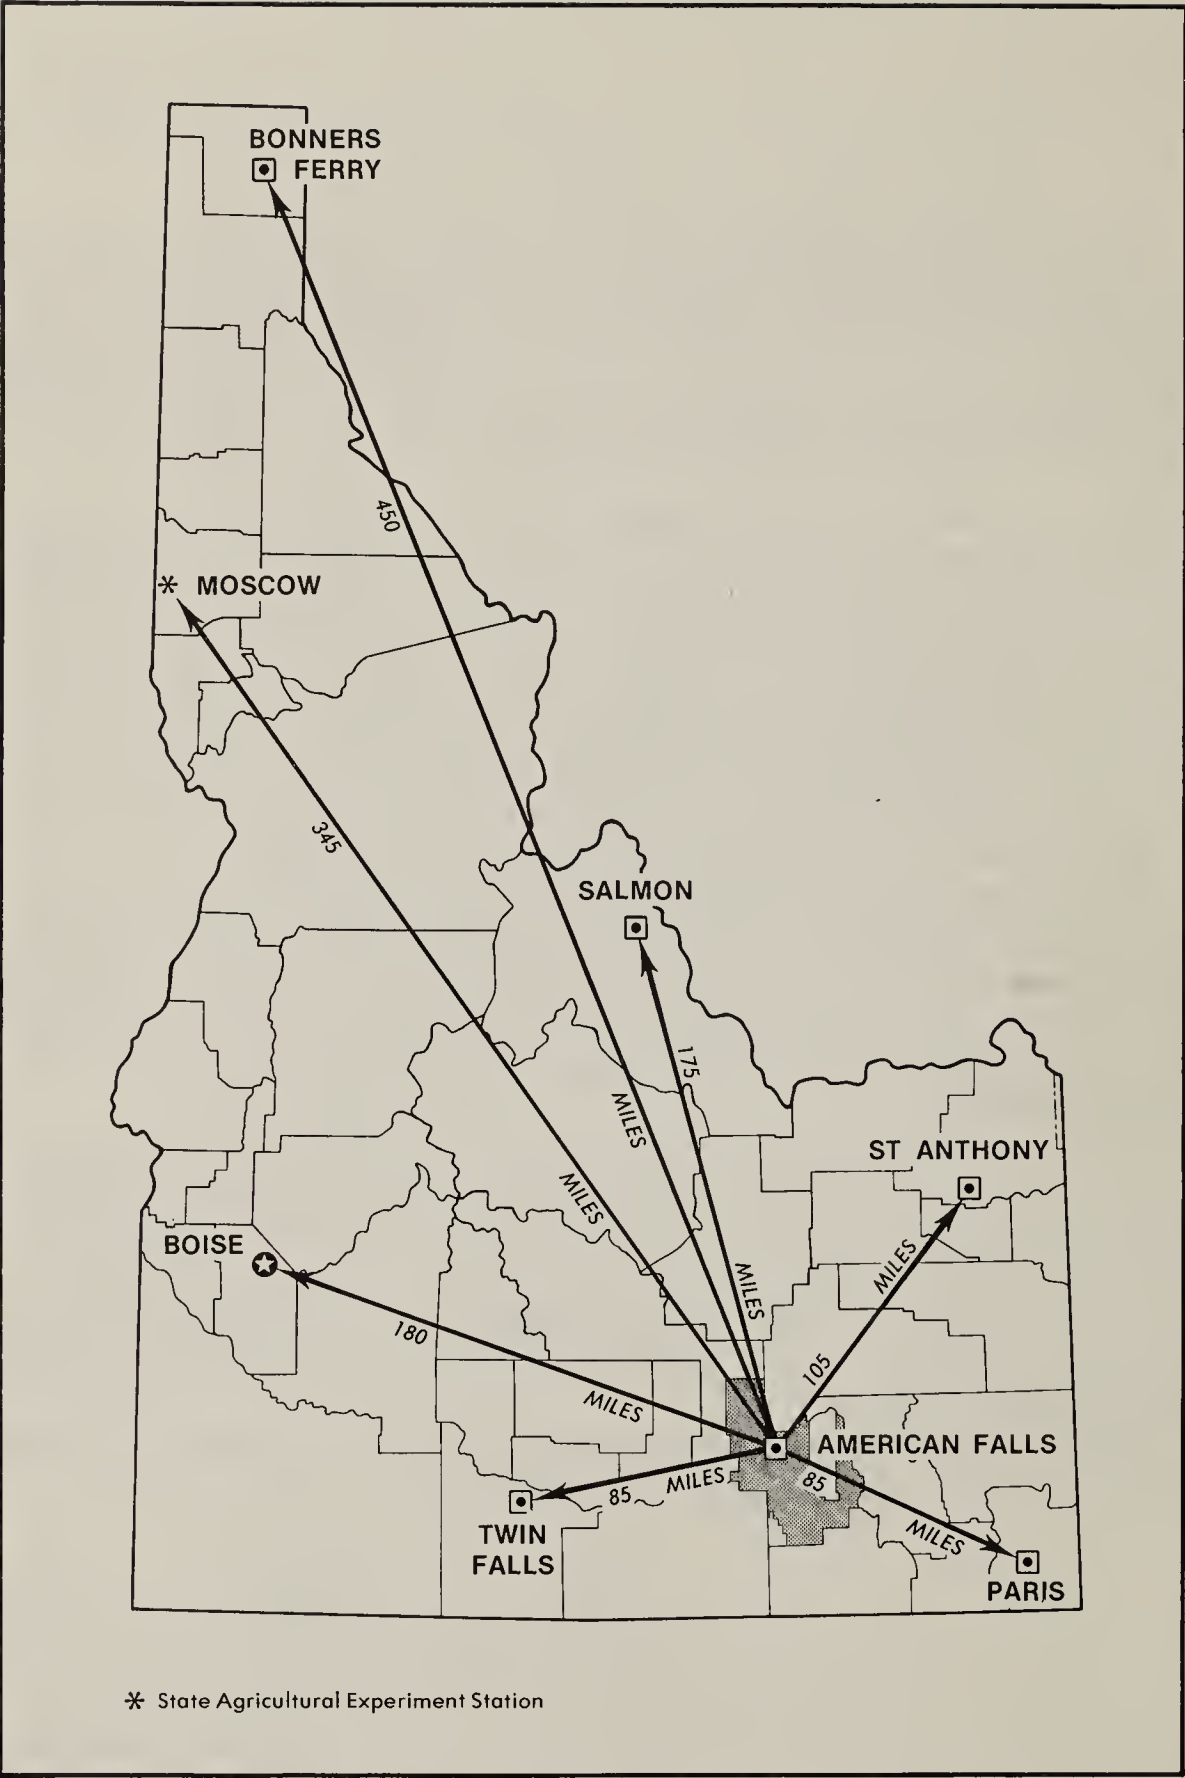 BONNERS
FERRY
450
MILES
* MOSCOW
345
MILES
SALMON
175
MILES
ST ANTHONY
105
MILES
BOISE
180
MILES
AMERICAN FALLS
85
MILES
85
MILES
TWIN
FALLS
PARIS
* State Agricultural Experiment Station